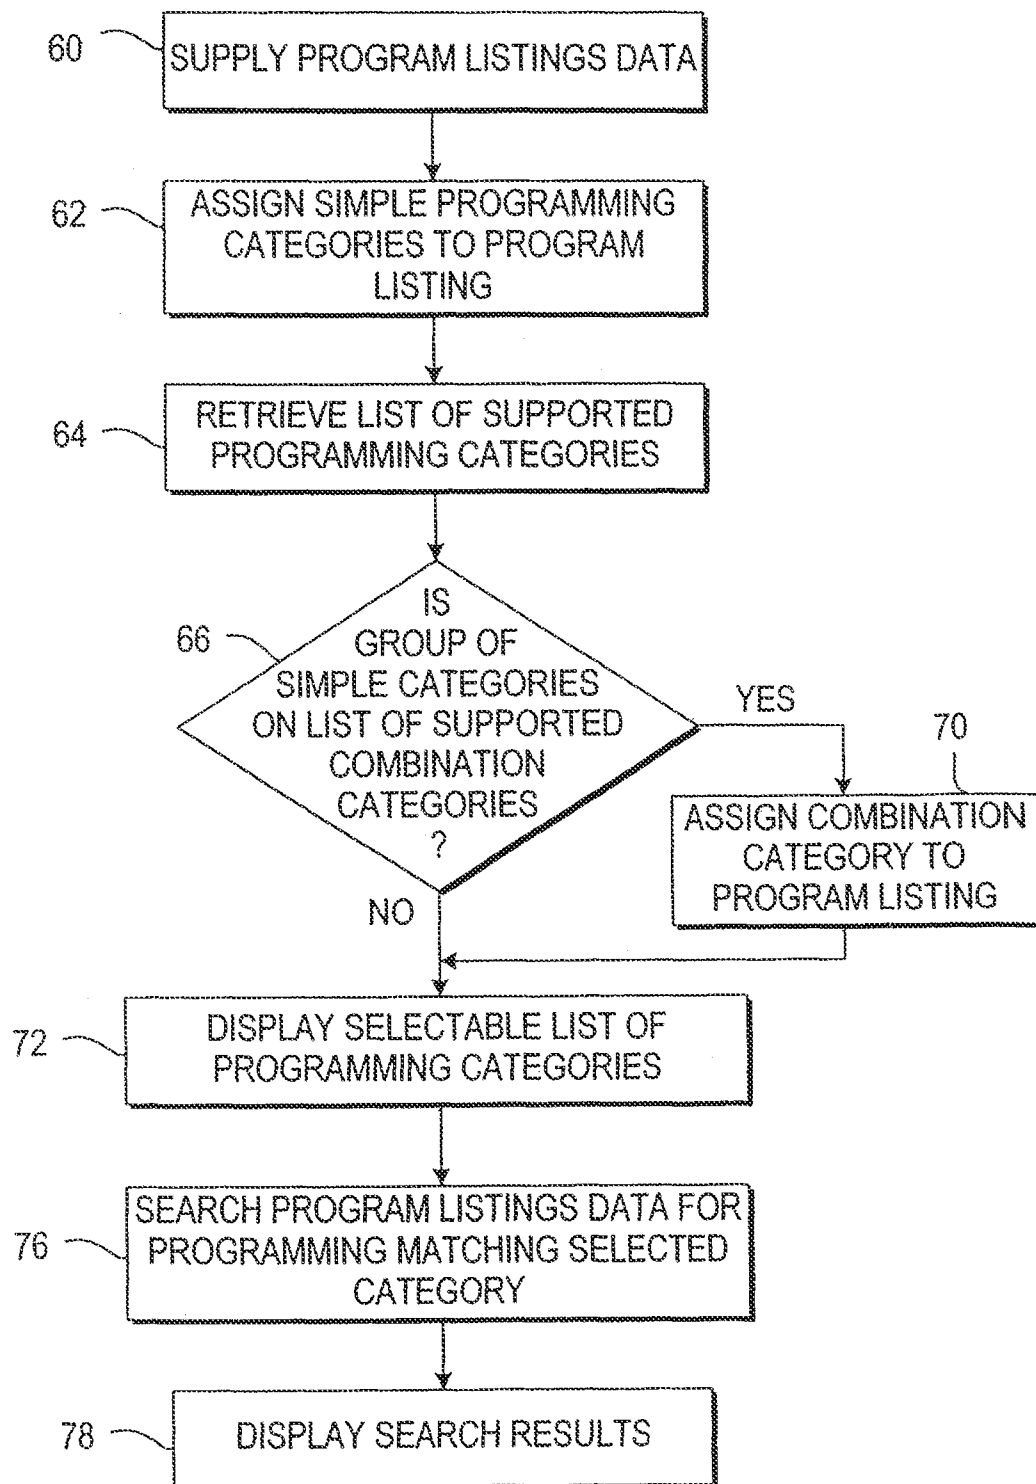 60
SUPPLY PROGRAM LISTINGS DATA
62
ASSIGN SIMPLE PROGRAMMING
CATEGORIES TO PROGRAM
LISTING
64
RETRIEVE LIST OF SUPPORTED
PROGRAMMING CATEGORIES
66
IS
GROUP OF
SIMPLE CATEGORIES
ON LIST OF SUPPORTED
COMBINATION
CATEGORIES
?
YES
70
ASSIGN COMBINATION
CATEGORY TO
PROGRAM LISTING
NO
72
DISPLAY SELECTABLE LIST OF
PROGRAMMING CATEGORIES
76
SEARCH PROGRAM LISTINGS DATA FOR
PROGRAMMING MATCHING SELECTED
CATEGORY
78
DISPLAY SEARCH RESULTS